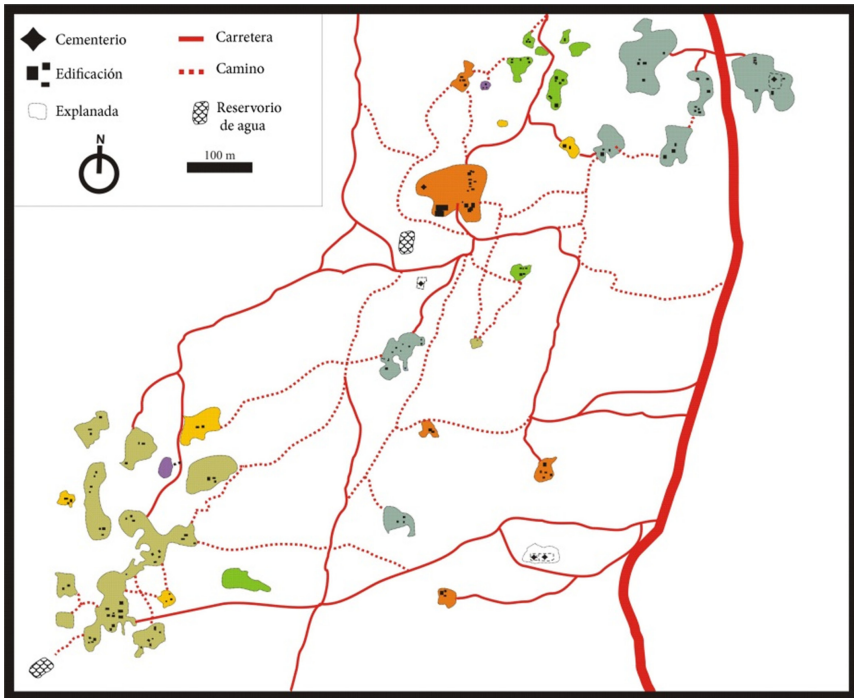 Cementerio
Carretera
Edificación
Camino
Explanada
Reservorio
de agua
N
100 m